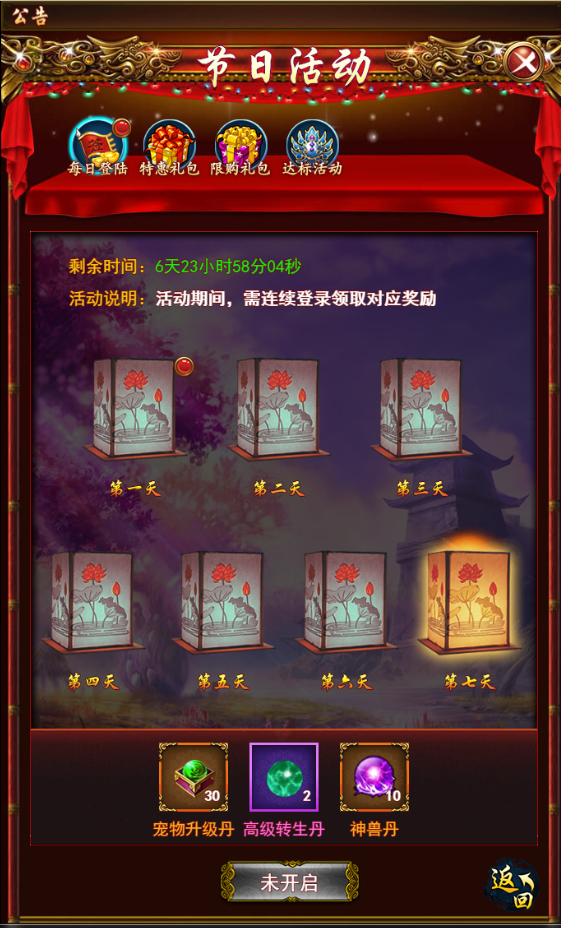 公告
节日活动
每日登陆 特惠礼包 限购礼包 达标活动
剩余时间：6天23小时58分04秒
活动说明：活动期间，需连续登录领取对应奖励
第一天 第二天 第三天
第四天 第五天 第六天 第七天
30 2 10
宠物升级丹 高级转生丹 神兽丹
未开启
返回